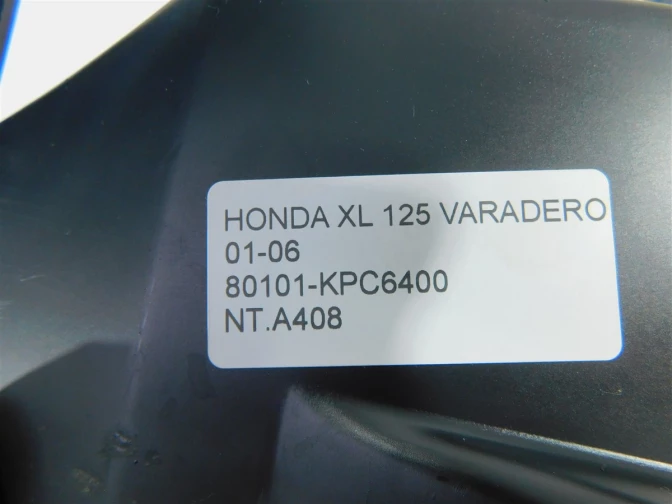 HONDA XL 125 VARADERO
01-06
80101-KPC6400
NT.A408